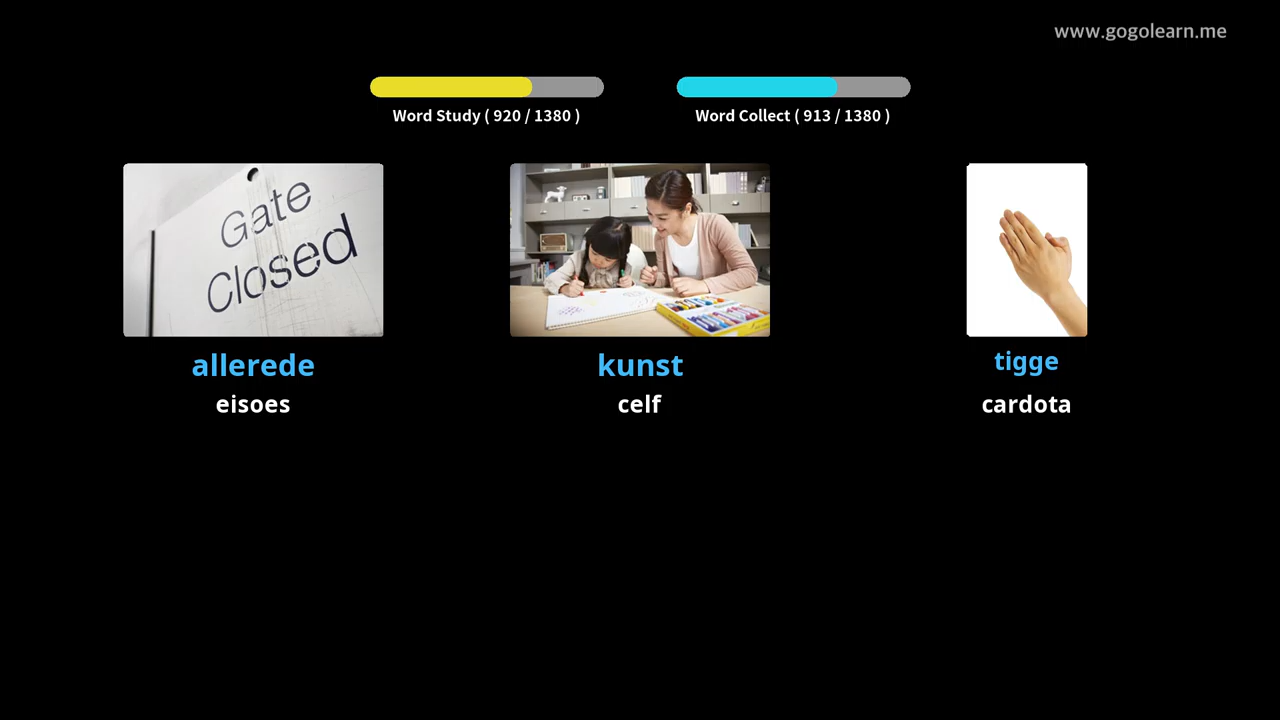 www.gogolearn.me
Word Study ( 920 / 1380 )
Word Collect ( 913 / 1380 )
Gate
Closed
allerede
kunst
tigge
eisoes
celf
cardota